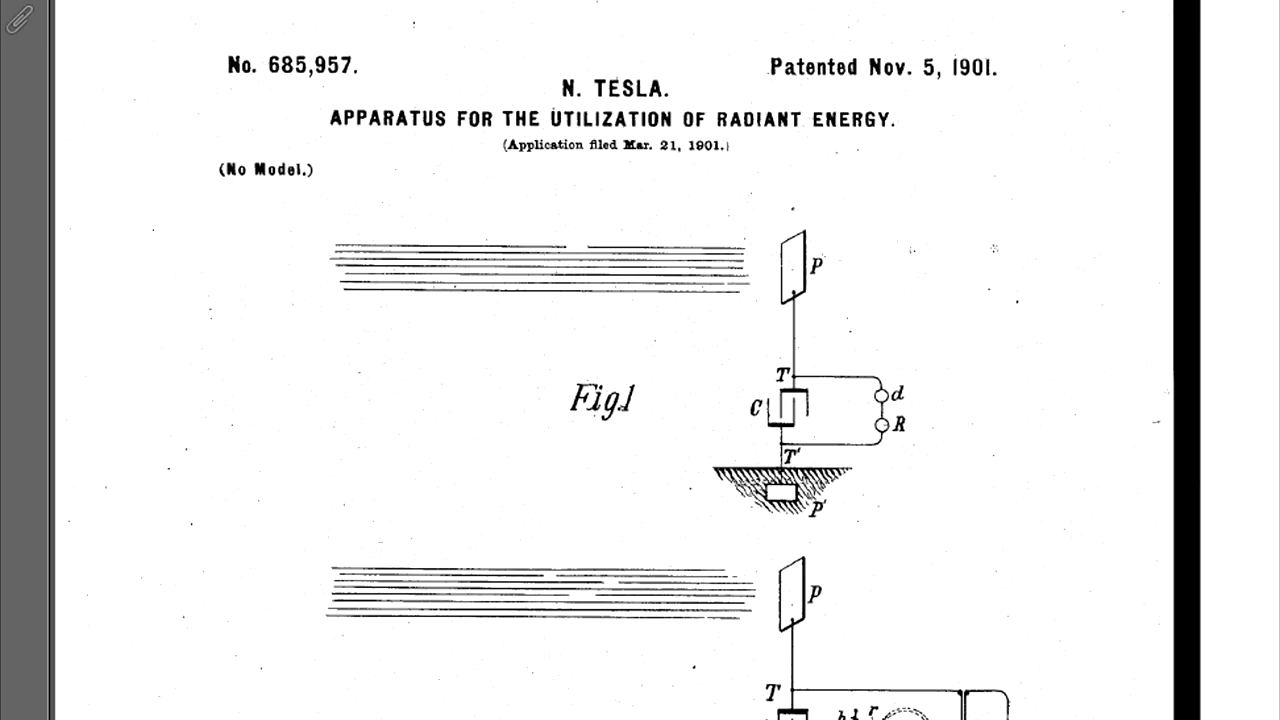 No. 685,957.
Patented Nov. 5, 1901.
N. TESLA.
APPARATUS FOR THE UTILIZATION OF RADIANT ENERGY.
(Application filed Mar. 21, 1901.)
(No Model.)
P
T
d
Fig.1
C
R
T'
P'
P
T
b
r